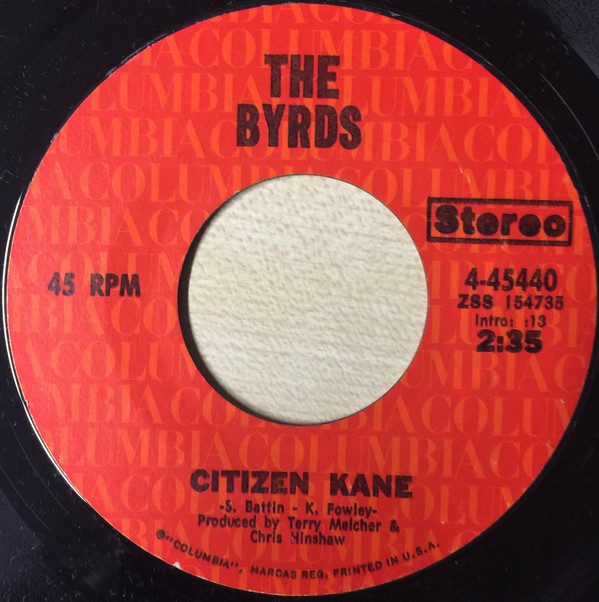 THE
BYRDS
Stereo
45 RPM
4-45440
ZSS 154735
Intro: :13
2:35
CITIZEN KANE
-S. Battin - K. Fowley-
Produced by Terry Melcher &
Chris Hinshaw
℗"COLUMBIA", MARCAS REG. PRINTED IN U.S.A.
COLUMBIA